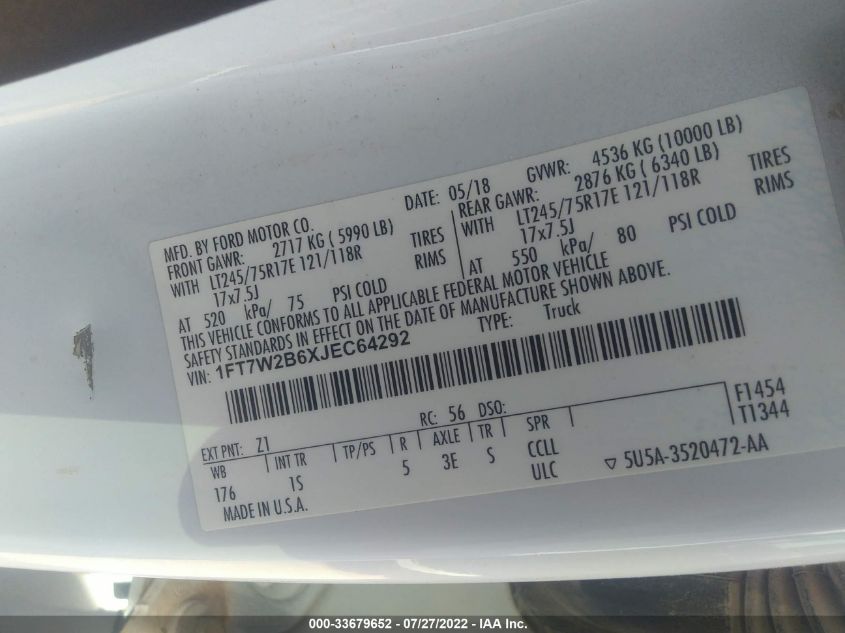 MFD. BY FORD MOTOR CO. DATE: 05/18 GVWR: 4536 KG (10000 LB)
FRONT GAWR: 2717 KG ( 5990 LB) REAR GAWR: 2876 KG ( 6340 LB)
WITH LT245/75R17E 121/118R TIRES WITH LT245/75R17E 121/118R TIRES
17x7.5J RIMS 17x7.5J RIMS
AT 520 kPa/ 75 PSI COLD AT 550 kPa/ 80 PSI COLD
THIS VEHICLE CONFORMS TO ALL APPLICABLE FEDERAL MOTOR VEHICLE
SAFETY STANDARDS IN EFFECT ON THE DATE OF MANUFACTURE SHOWN ABOVE.
VIN: 1FT7W2B6XJEC64292 TYPE: Truck
F1454
T1344
EXT PNT: Z1 RC: 56 DSO:
WB INT TR TP/PS R AXLE TR SPR
176 1S 5 3E S CCLL
ULC
MADE IN U.S.A. ▽ 5U5A-3520472-AA
000-33679652 - 07/27/2022 - IAA Inc.